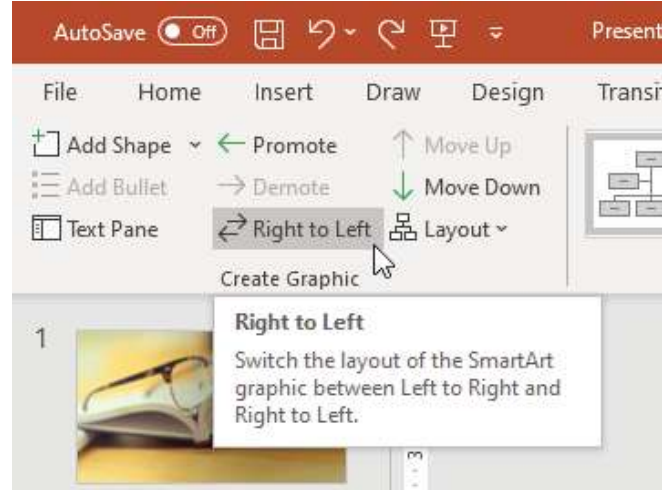 AutoSave Off Present
File Home Insert Draw Design Transi
Add Shape Promote Move Up
Add Bullet Demote Move Down
Text Pane Right to Left Layout
Create Graphic
1
Right to Left
Switch the layout of the SmartArt
graphic between Left to Right and
Right to Left.
3